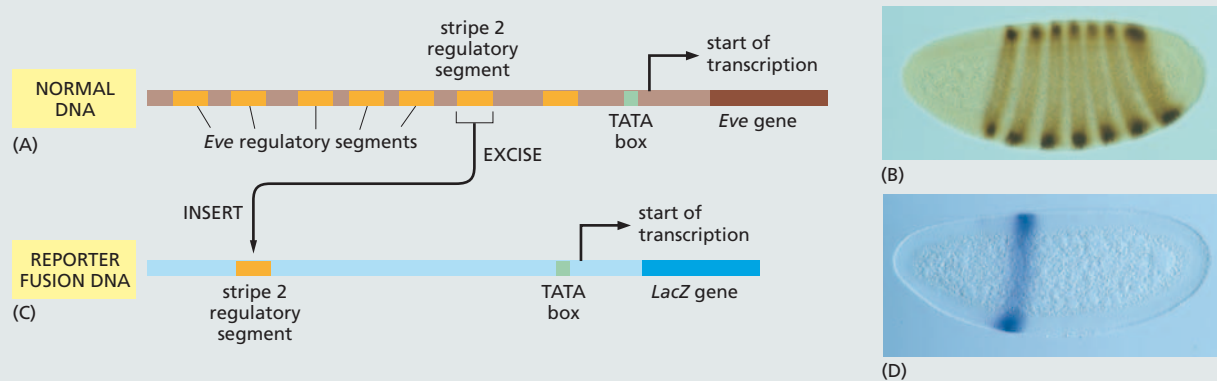 stripe 2
regulatory
segment
start of
transcription
NORMAL
DNA
(A)
Eve regulatory segments
EXCISE
TATA
box
Eve gene
(B)
INSERT
start of
transcription
REPORTER
FUSION DNA
(C)
stripe 2
regulatory
segment
TATA
box
LacZ gene
(D)